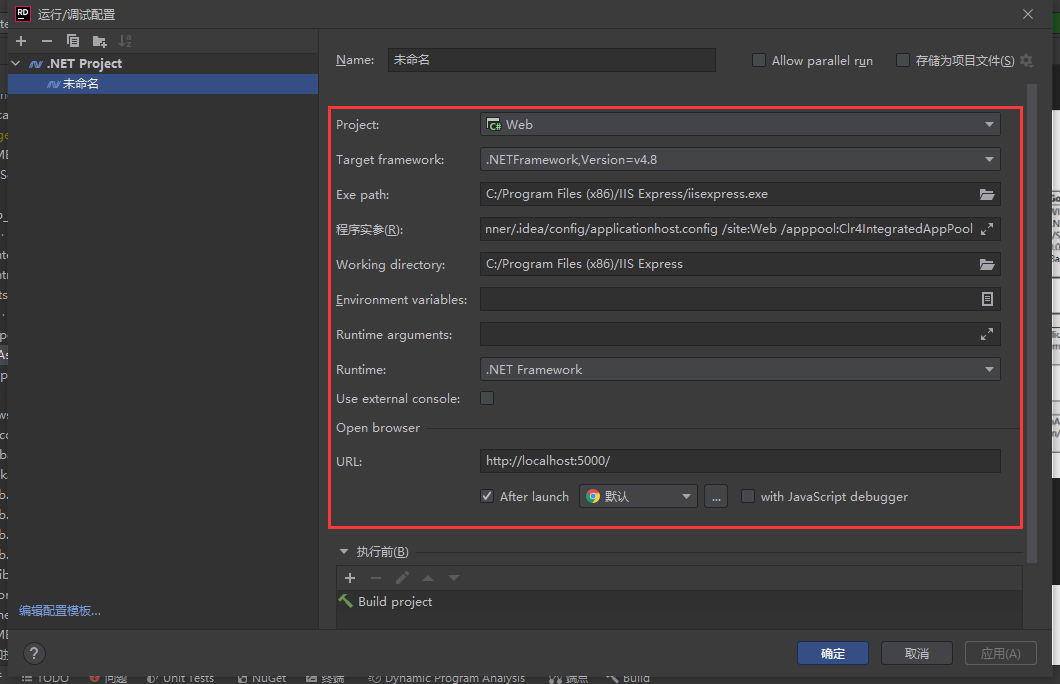 RD 运行/调试配置
.NET Project
未命名
Name: 未命名
Allow parallel run
存储为项目文件(S)
Project: C# Web
Target framework: .NETFramework,Version=v4.8
Exe path: C:/Program Files (x86)/IIS Express/iisexpress.exe
程序实参(R): nner/.idea/config/applicationhost.config /site:Web /apppool:Clr4IntegratedAppPool
Working directory: C:/Program Files (x86)/IIS Express
Environment variables:
Runtime arguments:
Runtime: .NET Framework
Use external console:
Open browser
URL: http://localhost:5000/
After launch 默认 ... with JavaScript debugger
执行前(B)
Build project
编辑配置模板...
? 确定 取消 应用(A)
TODO 问题 Unit Tests NuGet 终端 Dynamic Program Analysis 端点 Build